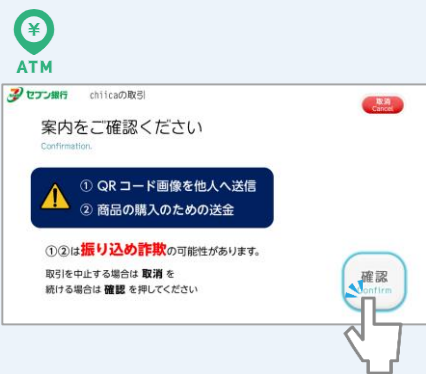 ¥
ATM
セブン銀行 chiicaの取引
取消
Cancel
案内をご確認ください
Confirmation.
① QRコード画像を他人へ送信
② 商品の購入のための送金
①②は振り込め詐欺の可能性があります。
取引を中止する場合は 取消 を
続ける場合は 確認 を押してください
確認
Confirm